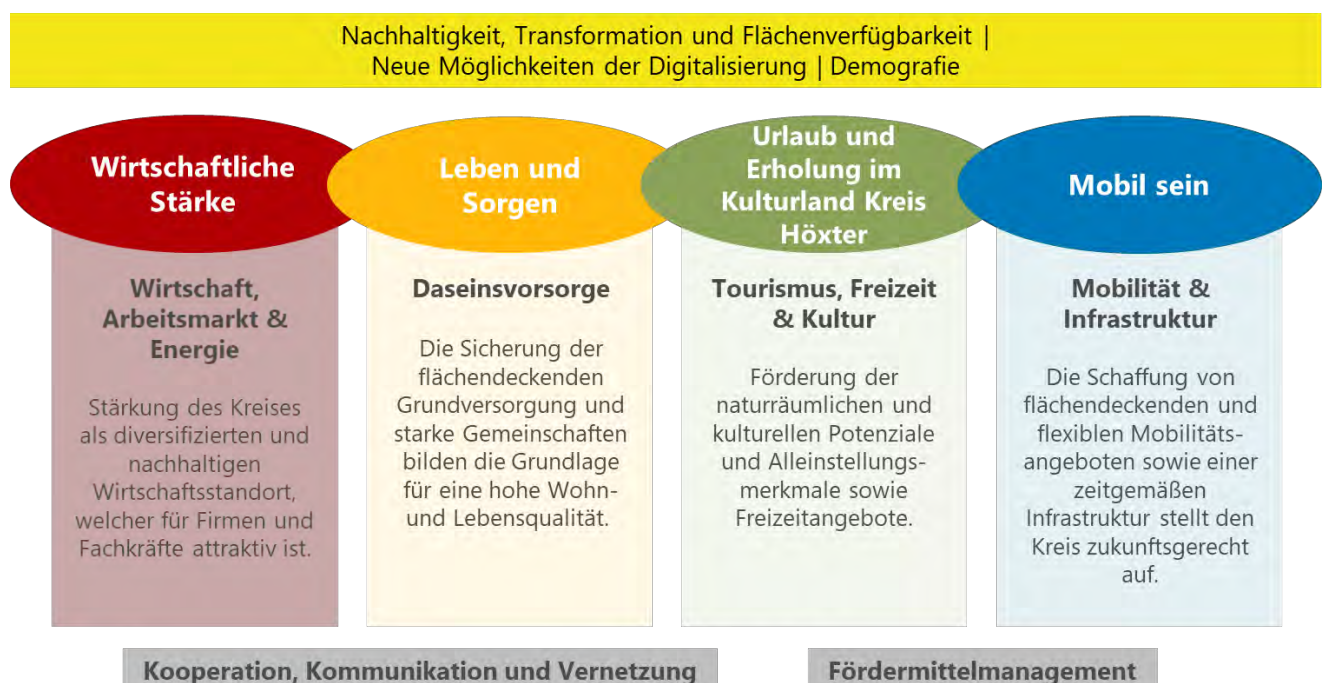 Nachhaltigkeit, Transformation und Flächenverfügbarkeit |
Neue Möglichkeiten der Digitalisierung | Demografie
Wirtschaftliche
Stärke
Wirtschaft,
Arbeitsmarkt &
Energie
Stärkung des Kreises
als diversifizierten und
nachhaltigen
Wirtschaftsstandort,
welcher für Firmen und
Fachkräfte attraktiv ist.
Leben und
Sorgen
Daseinsvorsorge
Die Sicherung der
flächendeckenden
Grundversorgung und
starke Gemeinschaften
bilden die Grundlage
für eine hohe Wohn-
und Lebensqualität.
Urlaub und
Erholung im
Kulturland Kreis
Höxter
Tourismus, Freizeit
& Kultur
Förderung der
naturräumlichen und
kulturellen Potenziale
und Alleinstellungs-
merkmale sowie
Freizeitangebote.
Mobil sein
Mobilität &
Infrastruktur
Die Schaffung von
flächendeckenden und
flexiblen Mobilitäts-
angeboten sowie einer
zeitgemäßen
Infrastruktur stellt den
Kreis zukunftsgerecht
auf.
Kooperation, Kommunikation und Vernetzung
Fördermittelmanagement